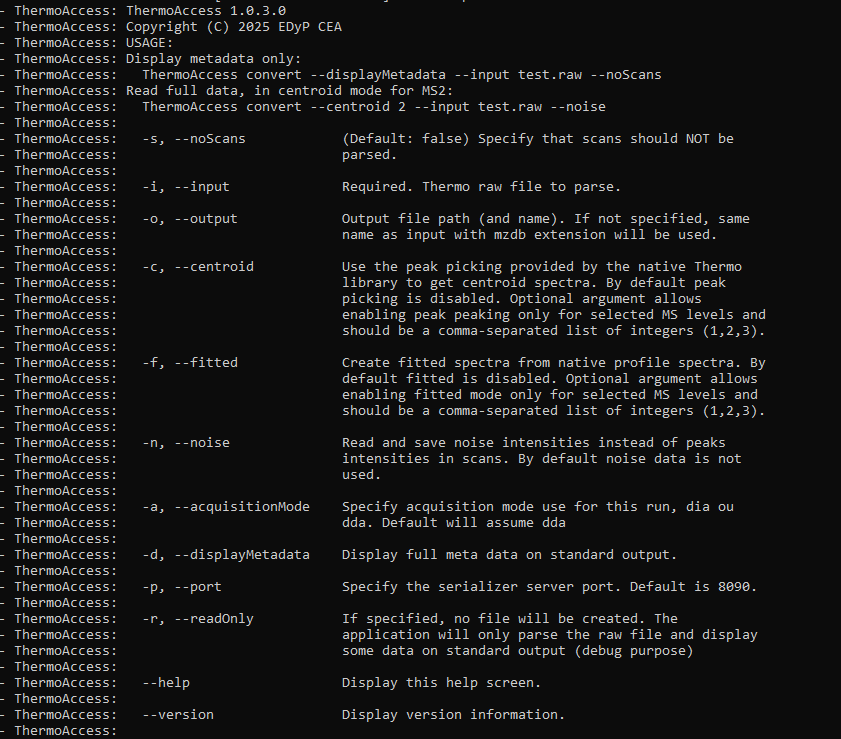 - ThermoAccess: ThermoAccess 1.0.3.0
- ThermoAccess: Copyright (C) 2025 EDyP CEA
- ThermoAccess: USAGE:
- ThermoAccess: Display metadata only:
- ThermoAccess:   ThermoAccess convert --displayMetadata --input test.raw --noScans
- ThermoAccess: Read full data, in centroid mode for MS2:
- ThermoAccess:   ThermoAccess convert --centroid 2 --input test.raw --noise
- ThermoAccess:
- ThermoAccess:   -s, --noScans            (Default: false) Specify that scans should NOT be
- ThermoAccess:                            parsed.
- ThermoAccess:
- ThermoAccess:   -i, --input              Required. Thermo raw file to parse.
- ThermoAccess:
- ThermoAccess:   -o, --output             Output file path (and name). If not specified, same
- ThermoAccess:                            name as input with mzdb extension will be used.
- ThermoAccess:
- ThermoAccess:   -c, --centroid           Use the peak picking provided by the native Thermo
- ThermoAccess:                            library to get centroid spectra. By default peak
- ThermoAccess:                            picking is disabled. Optional argument allows
- ThermoAccess:                            enabling peak peaking only for selected MS levels and
- ThermoAccess:                            should be a comma-separated list of integers (1,2,3).
- ThermoAccess:
- ThermoAccess:   -f, --fitted             Create fitted spectra from native profile spectra. By
- ThermoAccess:                            default fitted is disabled. Optional argument allows
- ThermoAccess:                            enabling fitted mode only for selected MS levels and
- ThermoAccess:                            should be a comma-separated list of integers (1,2,3).
- ThermoAccess:
- ThermoAccess:   -n, --noise              Read and save noise intensities instead of peaks
- ThermoAccess:                            intensities in scans. By default noise data is not
- ThermoAccess:                            used.
- ThermoAccess:
- ThermoAccess:   -a, --acquisitionMode    Specify acquisition mode use for this run, dia ou
- ThermoAccess:                            dda. Default will assume dda
- ThermoAccess:
- ThermoAccess:   -d, --displayMetadata    Display full meta data on standard output.
- ThermoAccess:
- ThermoAccess:   -p, --port               Specify the serializer server port. Default is 8090.
- ThermoAccess:
- ThermoAccess:   -r, --readOnly           If specified, no file will be created. The
- ThermoAccess:                            application will only parse the raw file and display
- ThermoAccess:                            some data on standard output (debug purpose)
- ThermoAccess:
- ThermoAccess:   --help                   Display this help screen.
- ThermoAccess:
- ThermoAccess:   --version                Display version information.
- ThermoAccess: